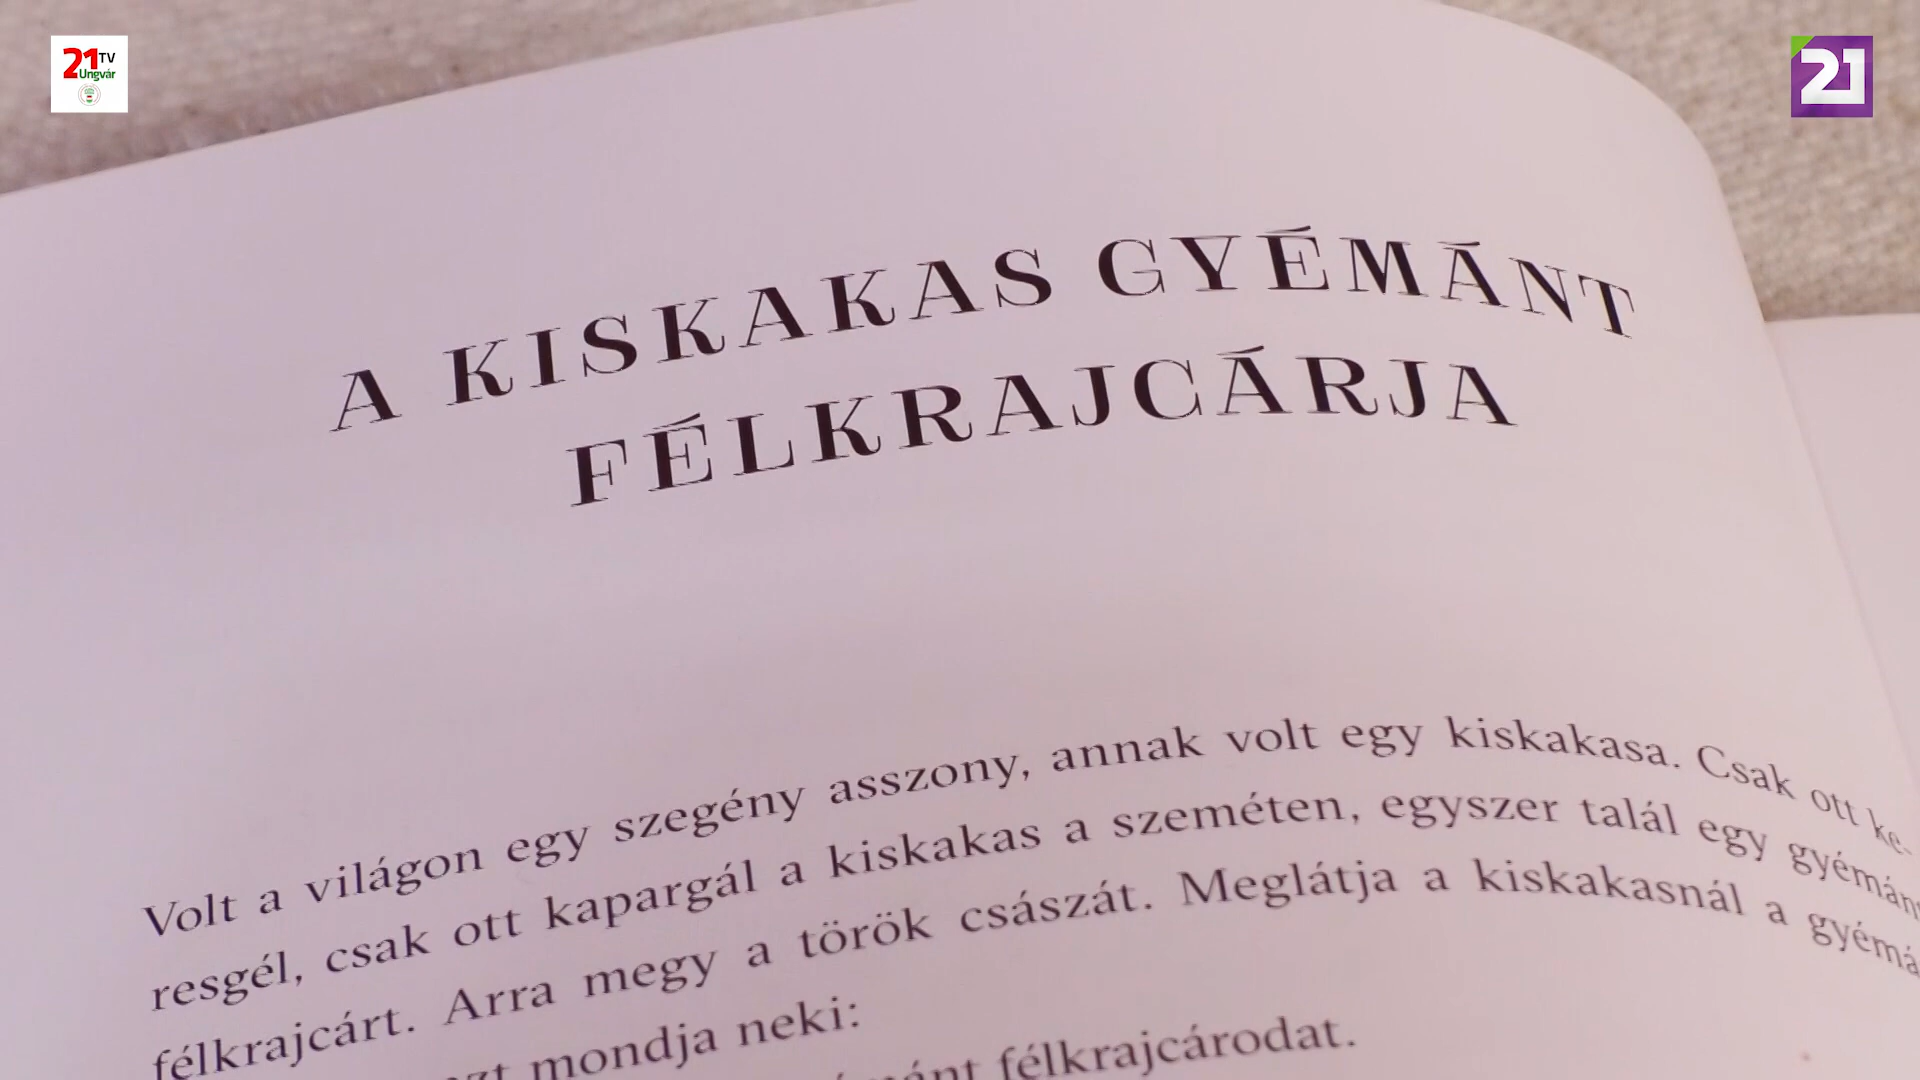 21 TV
Ungvár
21
A KISKAKAS GYÉMÁNT
FÉLKRAJCÁRJA
Volt a világon egy szegény asszony, annak volt egy kiskakasa. Csak ott ke-
resgél, csak ott kapargál a kiskakas a szeméten, egyszer talál egy
félkrajcárt. Arra megy a török császát. Meglátja a kiskakasnál a
mondja neki:
félkrajcárodat.